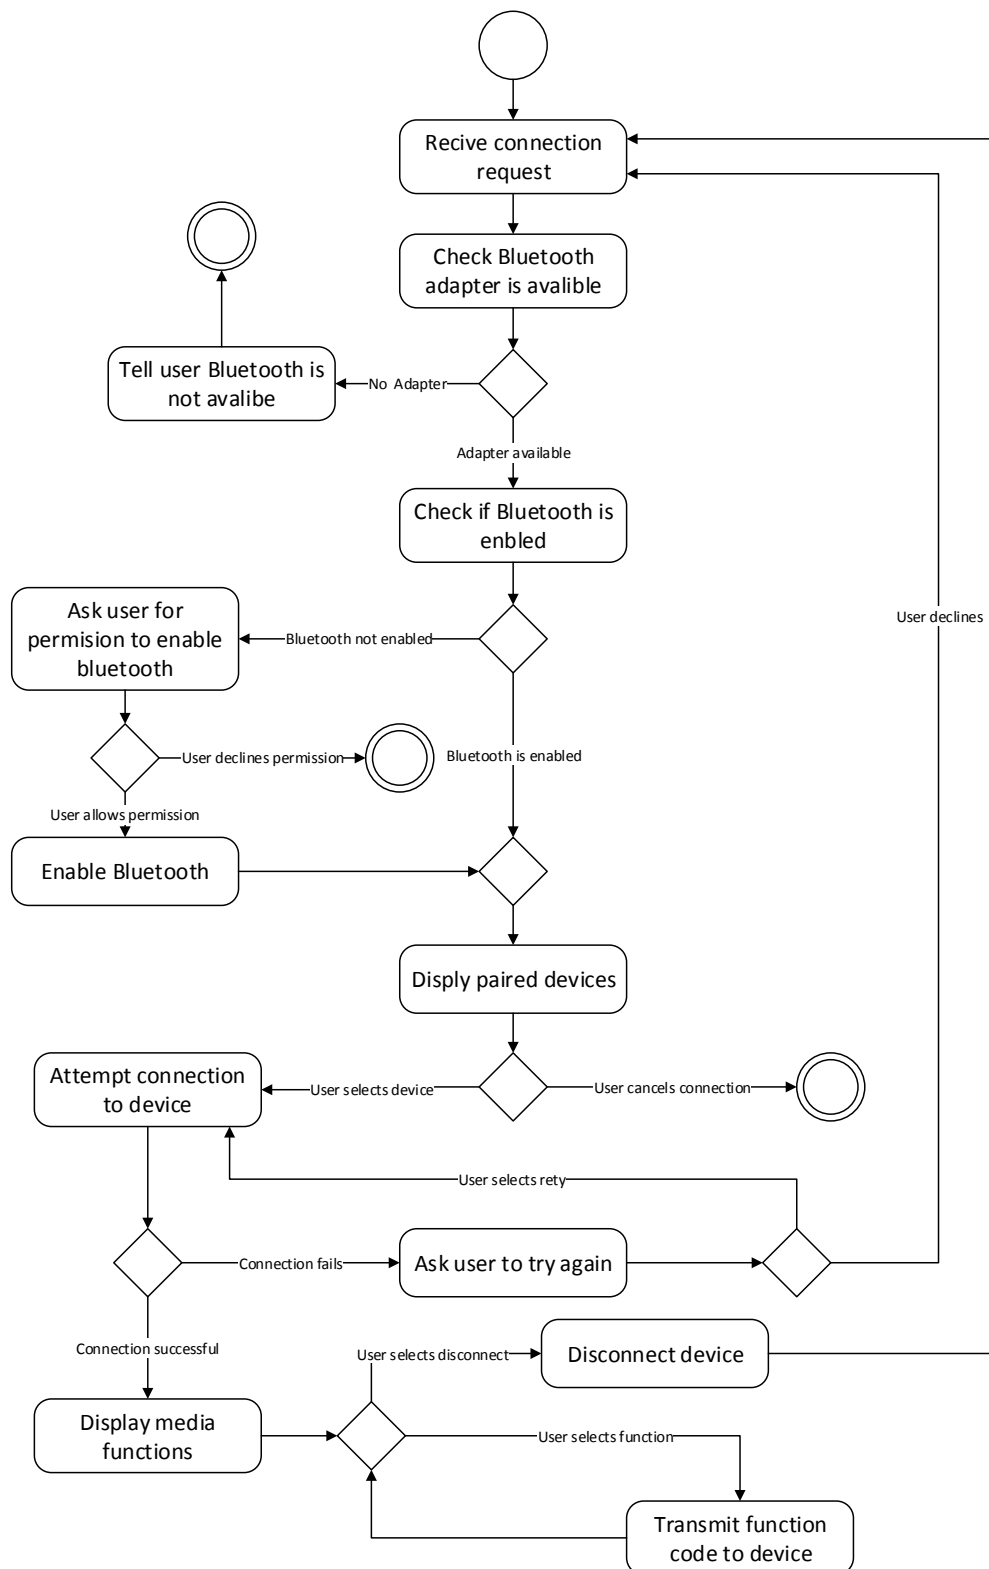 Recive connection
request
Check Bluetooth
adapter is avalible
Tell user Bluetooth is
not avalibe
No Adapter
Adapter available
Check if Bluetooth is
enbled
Ask user for
permision to enable
bluetooth
Bluetooth not enabled
User declines
User declines permission
Bluetooth is enabled
User allows permission
Enable Bluetooth
Disply paired devices
Attempt connection
to device
User selects device
User cancels connection
User selects rety
Connection fails
Ask user to try again
Connection successful
User selects disconnect
Disconnect device
Display media
functions
User selects function
Transmit function
code to device